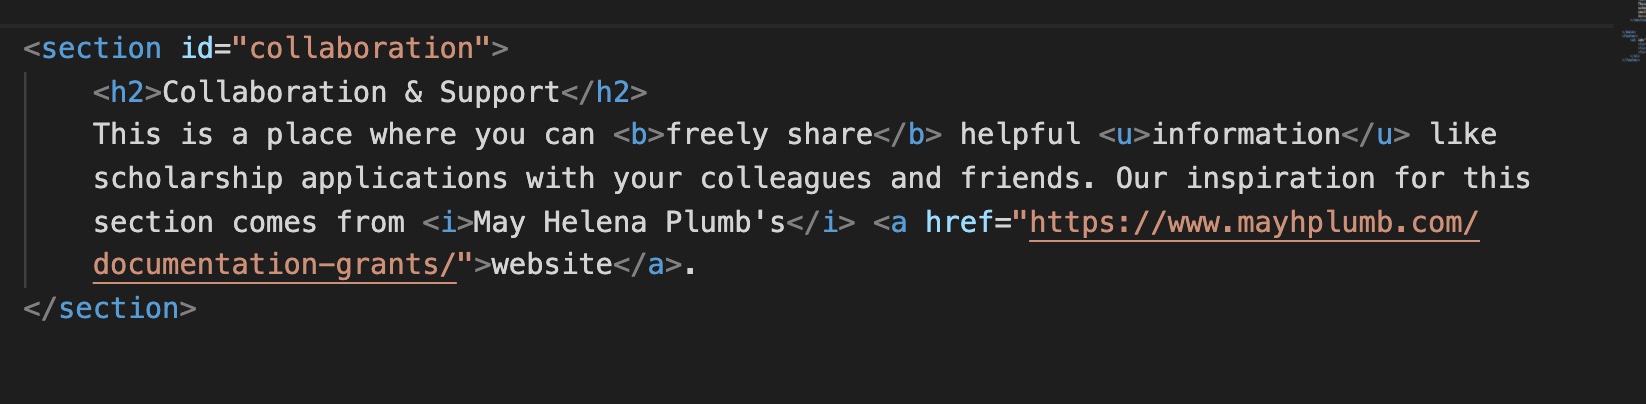 <section id="collaboration">
<h2>Collaboration & Support</h2>
This is a place where you can <b>freely share</b> helpful <u>information</u> like
scholarship applications with your colleagues and friends. Our inspiration for this
section comes from <i>May Helena Plumb's</i> <a href="https://www.mayhplumb.com/
documentation-grants/">website</a>.
</section>